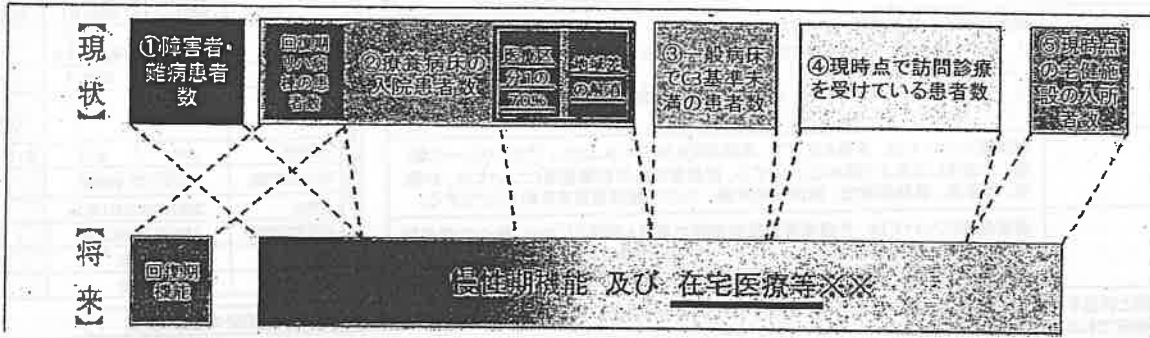 【現状】
①障害者・
難病患者
数
回復期
リハ病
棟の患
者数
②療養病床の
入院患者数
医療区
分1の
70%
地域差
の解消
③一般病床
でC3基準未
満の患者数
④現時点で訪問診療
を受けている患者数
⑤現時点
の宅健施
設の入所
者数
【将来】
回復期
機能
慢性期機能 及び 在宅医療等※※